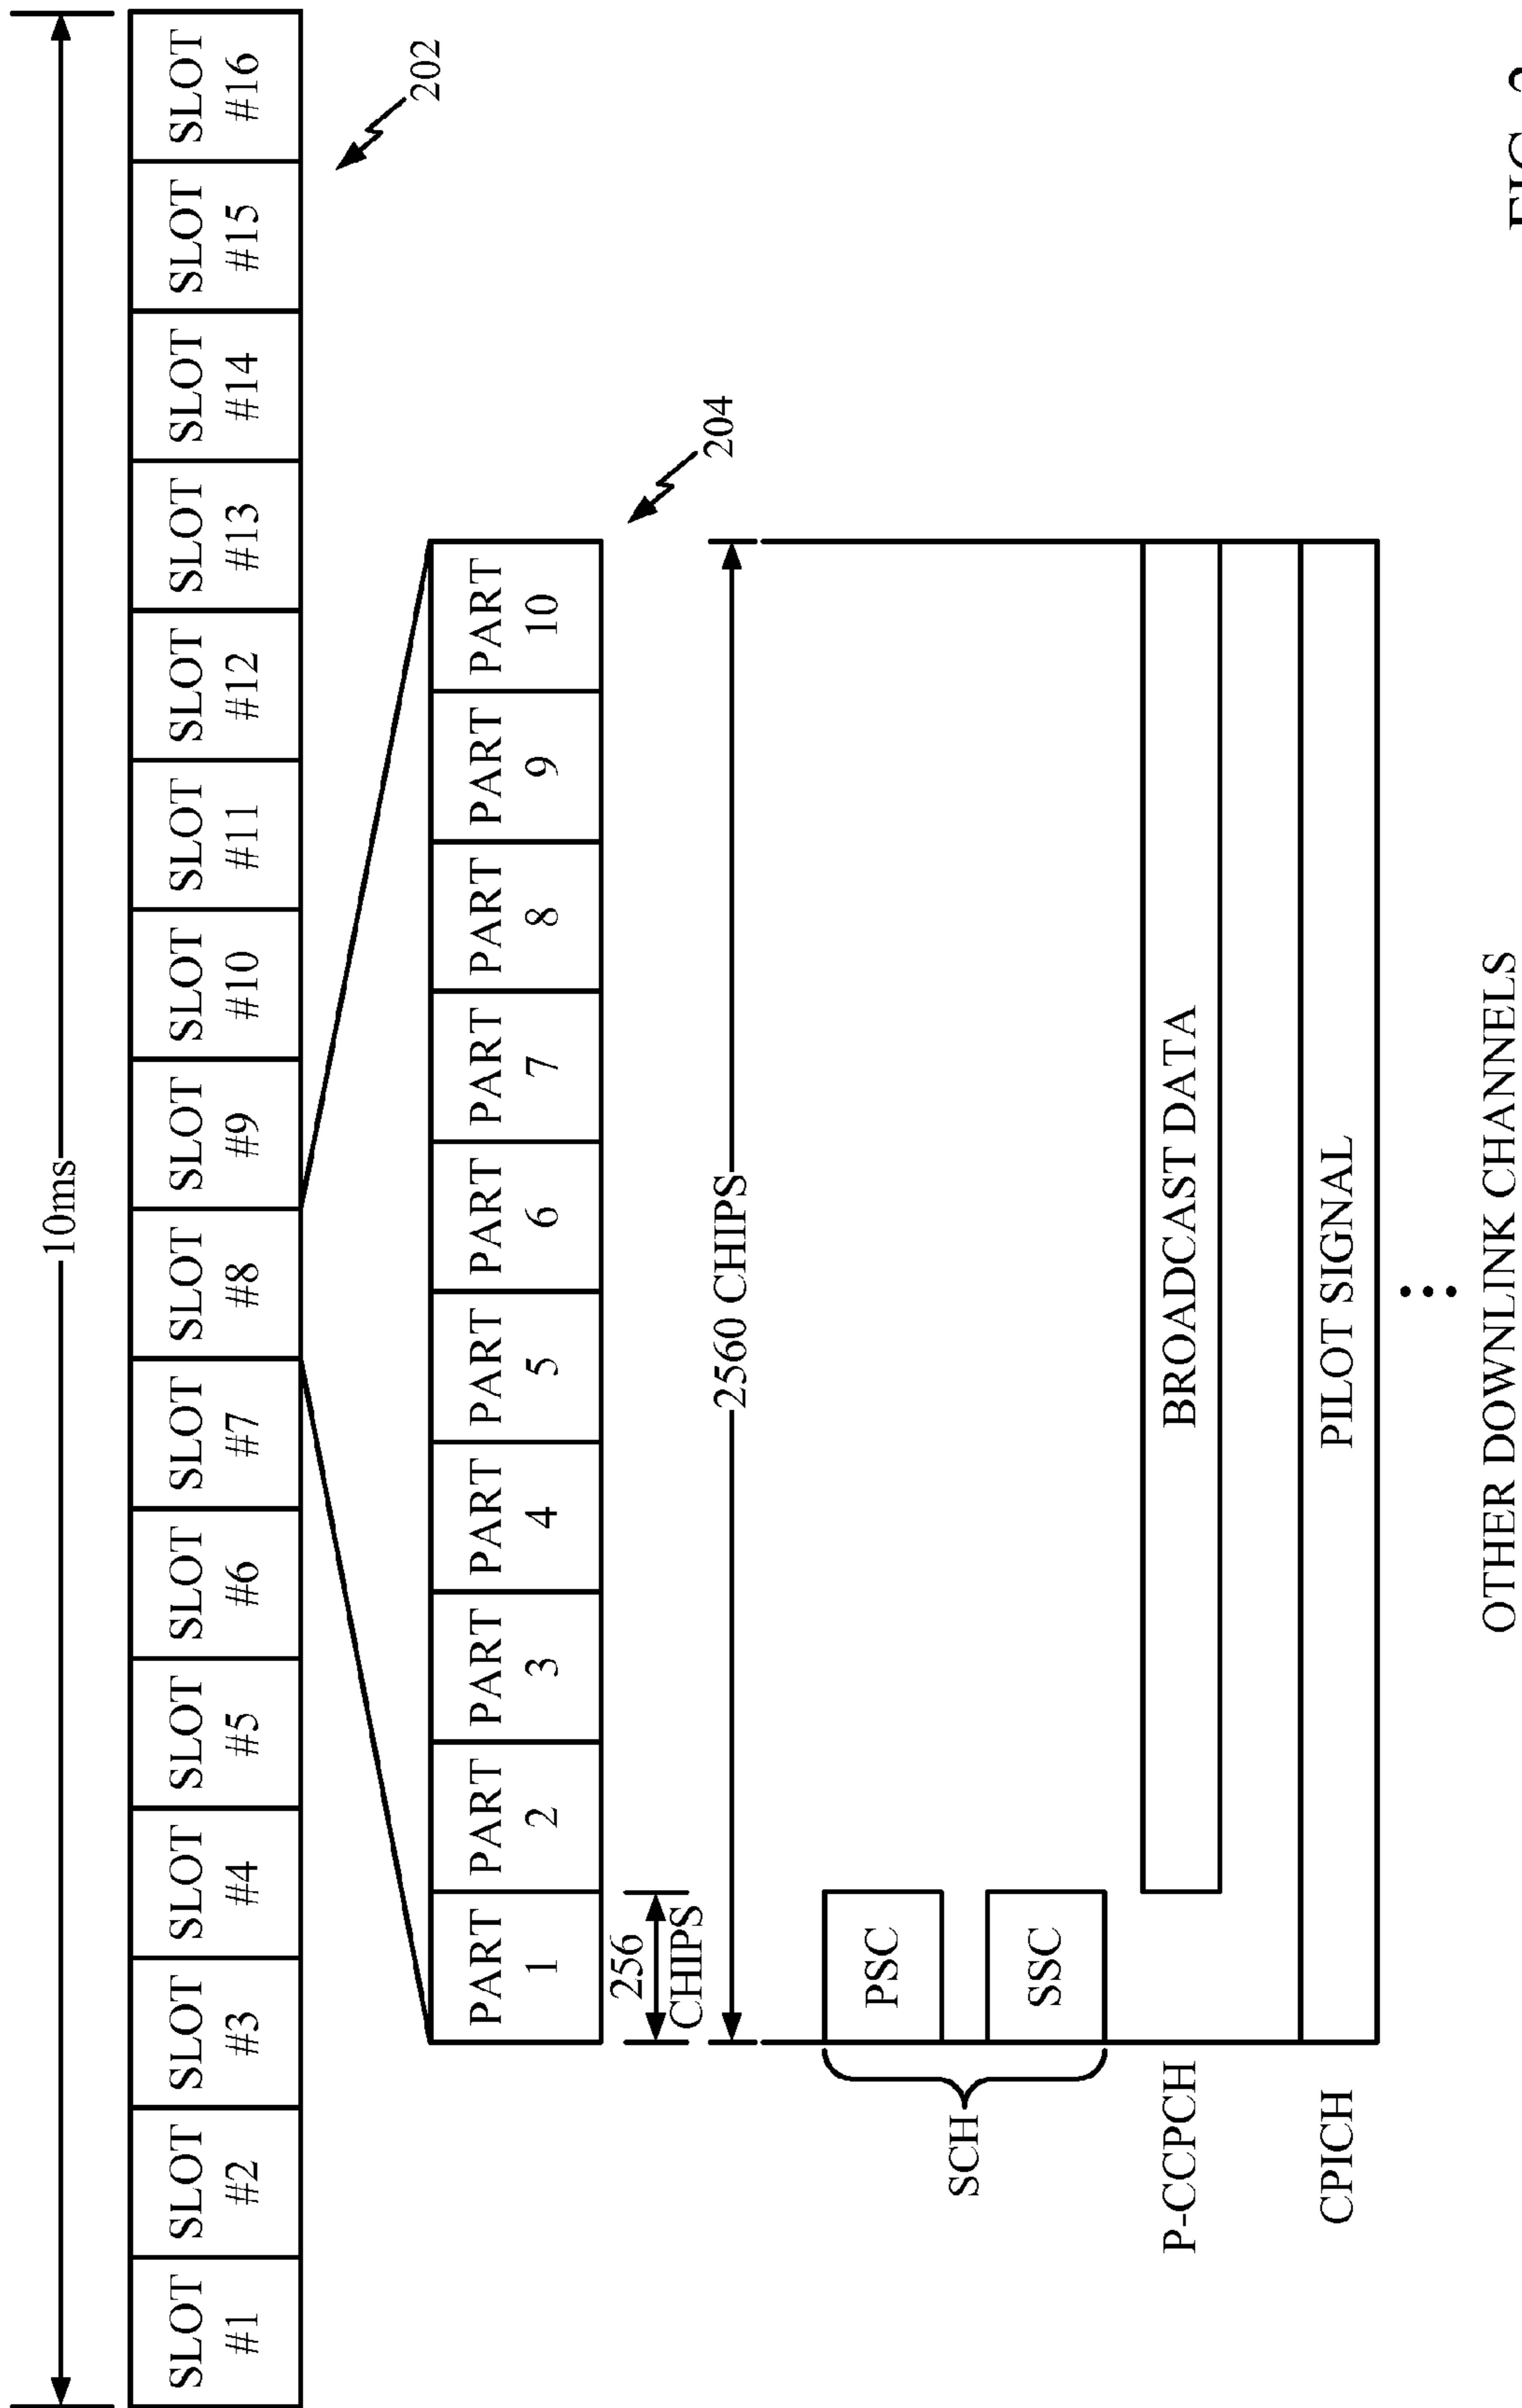 10ms
SLOT #1
SLOT #2
SLOT #3
SLOT #4
SLOT #5
SLOT #6
SLOT #7
SLOT #8
SLOT #9
SLOT #10
SLOT #11
SLOT #12
SLOT #13
SLOT #14
SLOT #15
SLOT #16
202
PART 1
PART 2
PART 3
PART 4
PART 5
PART 6
PART 7
PART 8
PART 9
PART 10
204
256
CHIPS
2560 CHIPS
SCH
PSC
SSC
P-CCPCH
BROADCAST DATA
CPICH
PILOT SIGNAL
OTHER DOWNLINK CHANNELS